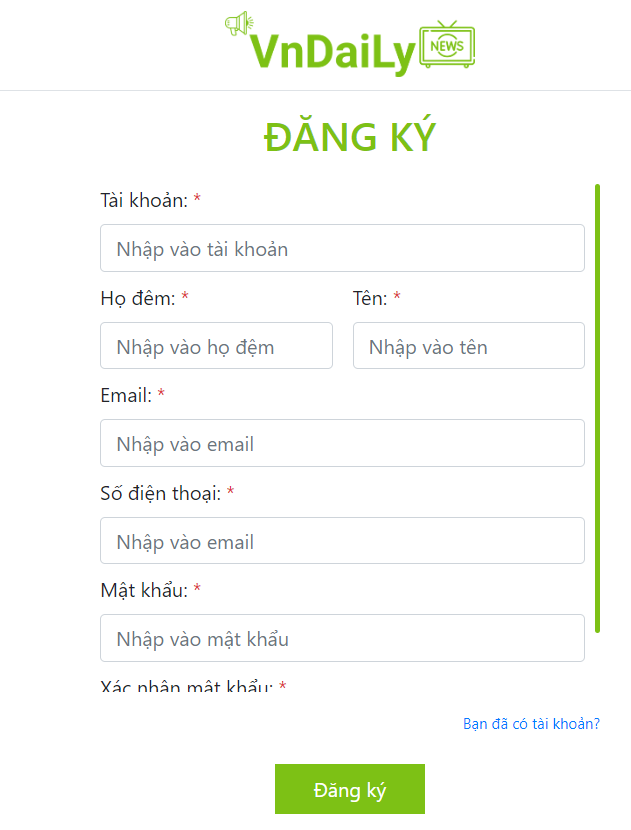 VnDaiLy NEWS
ĐĂNG KÝ
Tài khoản: *
Nhập vào tài khoản
Họ đêm: * Tên: *
Nhập vào họ đệm Nhập vào tên
Email: *
Nhập vào email
Số điện thoại: *
Nhập vào email
Mật khẩu: *
Nhập vào mật khẩu
Xác nhận mật khẩu: *
Bạn đã có tài khoản?
Đăng ký